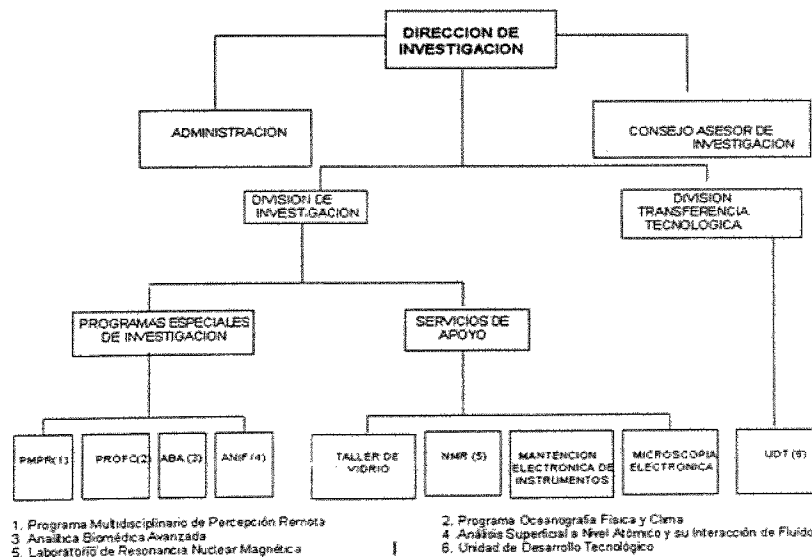 DIRECCION DE
INVESTIGACION
ADMINISTRACION
CONSEJO ASESOR DE
INVESTIGACION
DIVISION DE
INVESTIGACION
DIVISION
TRANSFERENCIA
TECNOLOGICA
PROGRAMAS ESPECIALES
DE INVESTIGACION
SERVICIOS DE
APOYO
PMPR(1)
PROFC(2)
ABA (3)
ANIF (4)
TALLER DE
VIDRIO
NMR (5)
MANTENCION
ELECTRONICA DE
INSTRUMENTOS
MICROSCOPIA
ELECTRONICA
UDT (6)
1. Programa Multidisciplinario de Percepción Remota
2. Programa Oceanografía Física y Clima
3 Analítica Biomédica Avanzada
4 Análisis Superficial a Nivel Atómico y su Interacción de Fluido
5. Laboratorio de Resonancia Nuclear Magnética
6. Unidad de Desarrollo Tecnológico